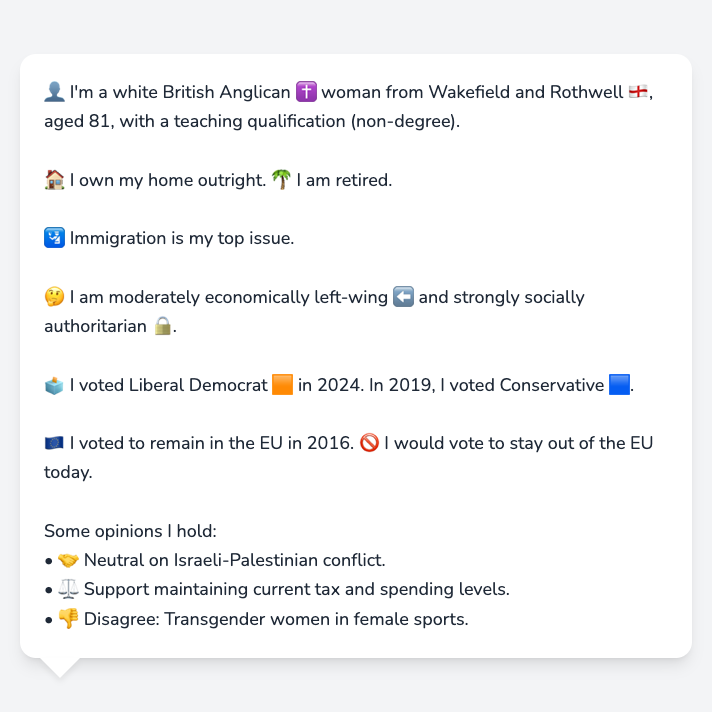 👤 I'm a white British Anglican ✝️ woman from Wakefield and Rothwell 🏴󠁧󠁢󠁥󠁮󠁧󠁿,
aged 81, with a teaching qualification (non-degree).
🏠 I own my home outright. 🌴 I am retired.
🛂 Immigration is my top issue.
🤔 I am moderately economically left-wing ⬅️ and strongly socially
authoritarian 🔒.
🗳️ I voted Liberal Democrat 🟧 in 2024. In 2019, I voted Conservative 🟦.
🇪🇺 I voted to remain in the EU in 2016. 🚫 I would vote to stay out of the EU
today.
Some opinions I hold:
• 🤝 Neutral on Israeli-Palestinian conflict.
• ⚖️ Support maintaining current tax and spending levels.
• 👎 Disagree: Transgender women in female sports.